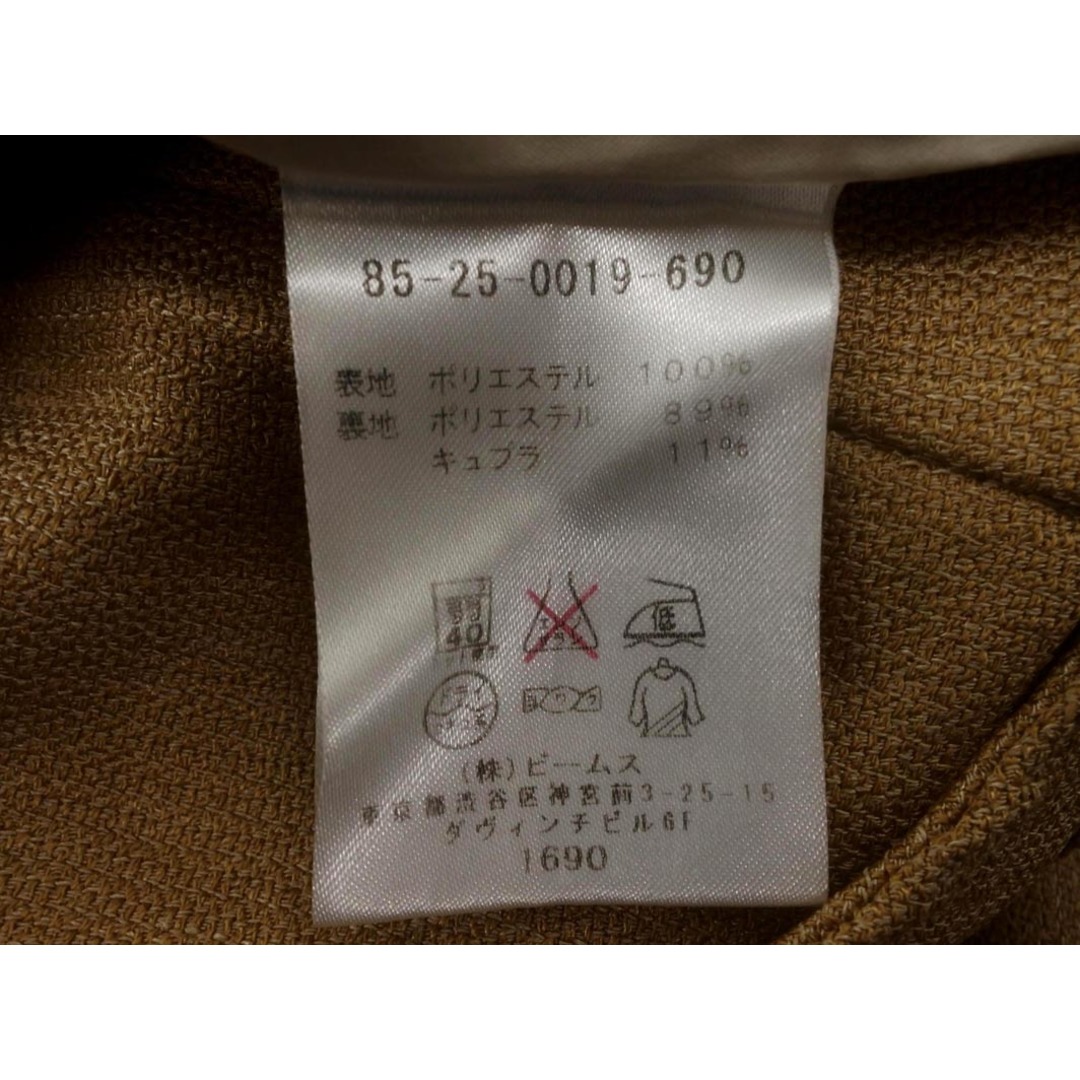 85-25-0019-690
表地 ポリエステル 100%
裏地 ポリエステル 89%
キュプラ 11%
40
低
(株)ビームス
東京都渋谷区神宮前3-25-15
ダヴィンチビル6F
1690